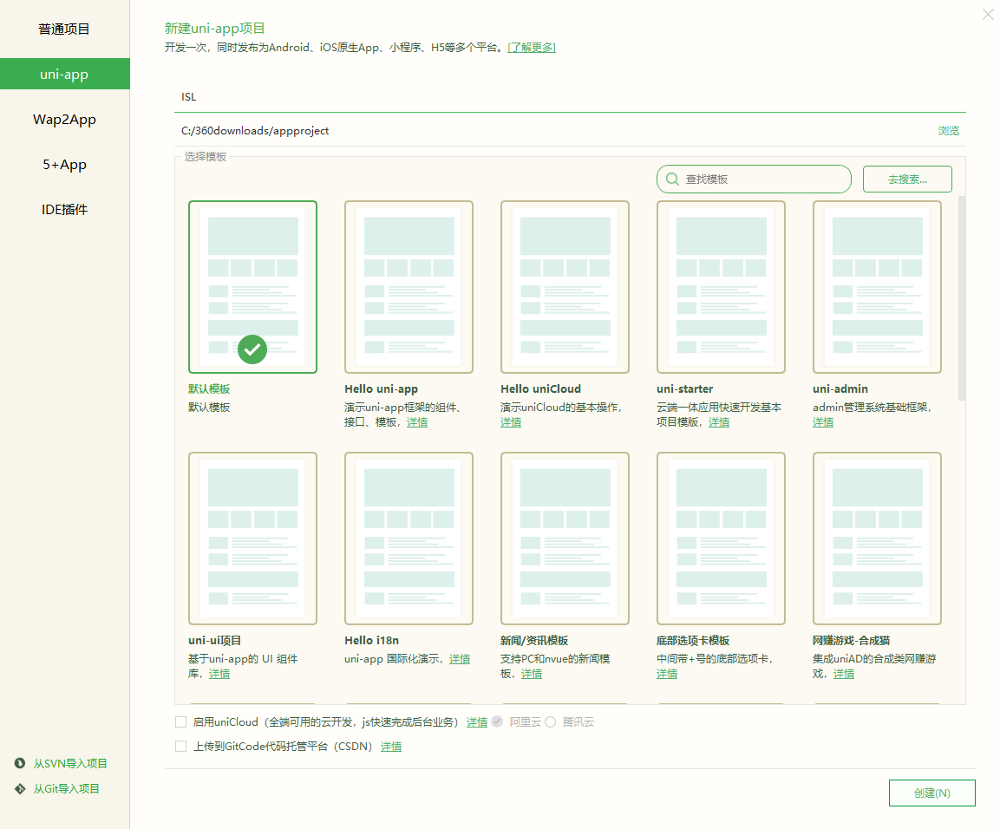 普通项目
uni-app
Wap2App
5+App
IDE插件
从SVN导入项目
从Git导入项目
新建uni-app项目
开发一次，同时发布为Android、iOS原生App、小程序、H5等多个平台。[了解更多]
ISL
C:/360downloads/appproject 浏览
选择模板
查找模板 去搜索...
默认模板
默认模板
Hello uni-app
演示uni-app框架的组件、
接口、模板，详情
Hello uniCloud
演示uniCloud的基本操作，
详情
uni-starter
云端一体应用快速开发基本
项目模版，详情
uni-admin
admin管理系统基础框架，
详情
uni-ui项目
基于uni-app的 UI 组件
库，详情
Hello i18n
uni-app 国际化演示，详情
新闻/资讯模板
支持PC和nvue的新闻模
板，详情
底部选项卡模板
中间带+号的底部选项卡，
详情
网赚游戏-合成猫
集成uniAD的合成类网赚游
戏，详情
启用uniCloud（全端可用的云开发，js快速完成后台业务） 详情 阿里云 腾讯云
上传到GitCode代码托管平台（CSDN） 详情
创建(N)